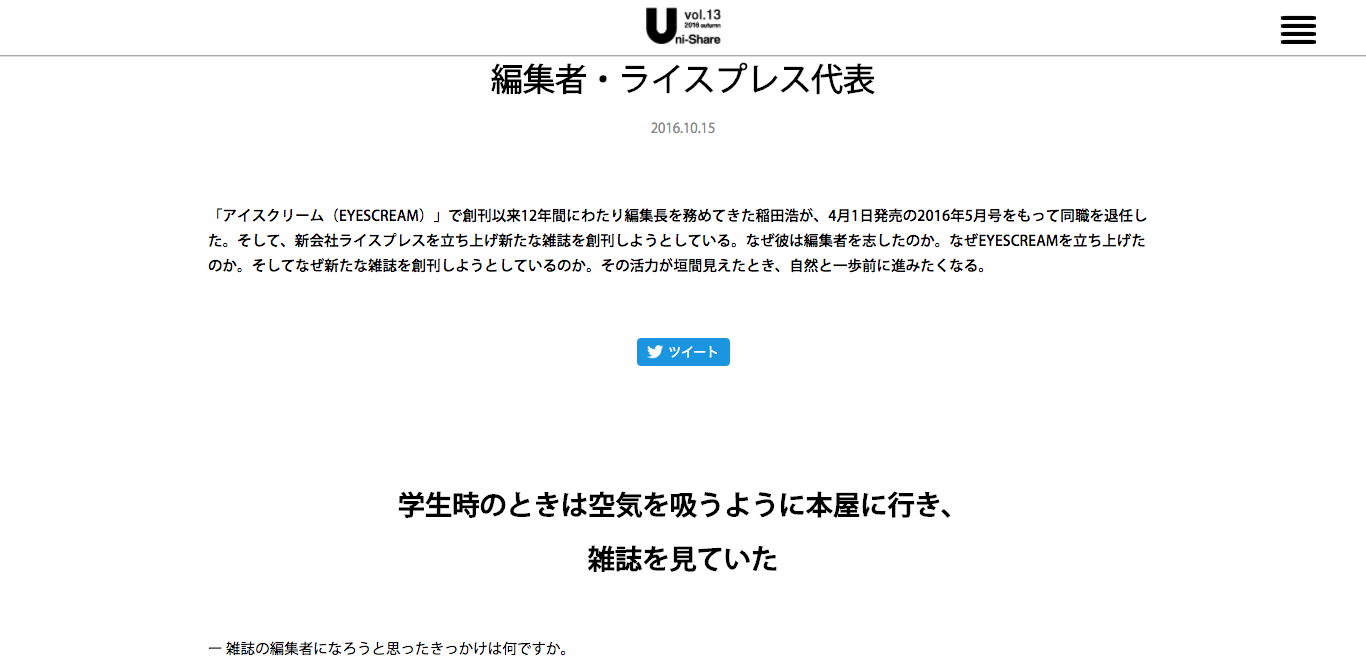 Uni-Share vol.13
2016 autumn
編集者・ライスプレス代表
2016.10.15
「アイスクリーム（EYESCREAM）」で創刊以来12年間にわたり編集長を務めてきた稲田浩が、4月1日発売の2016年5月号をもって同職を退任し
た。そして、新会社ライスプレスを立ち上げ新たな雑誌を創刊しようとしている。なぜ彼は編集者を志したのか。なぜEYESCREAMを立ち上げた
のか。そしてなぜ新たな雑誌を創刊しようとしているのか。その活力が垣間見えたとき、自然と一歩前に進みたくなる。
ツイート
学生時のときは空気を吸うように本屋に行き、
雑誌を見ていた
ー 雑誌の編集者になろうと思ったきっかけは何ですか。